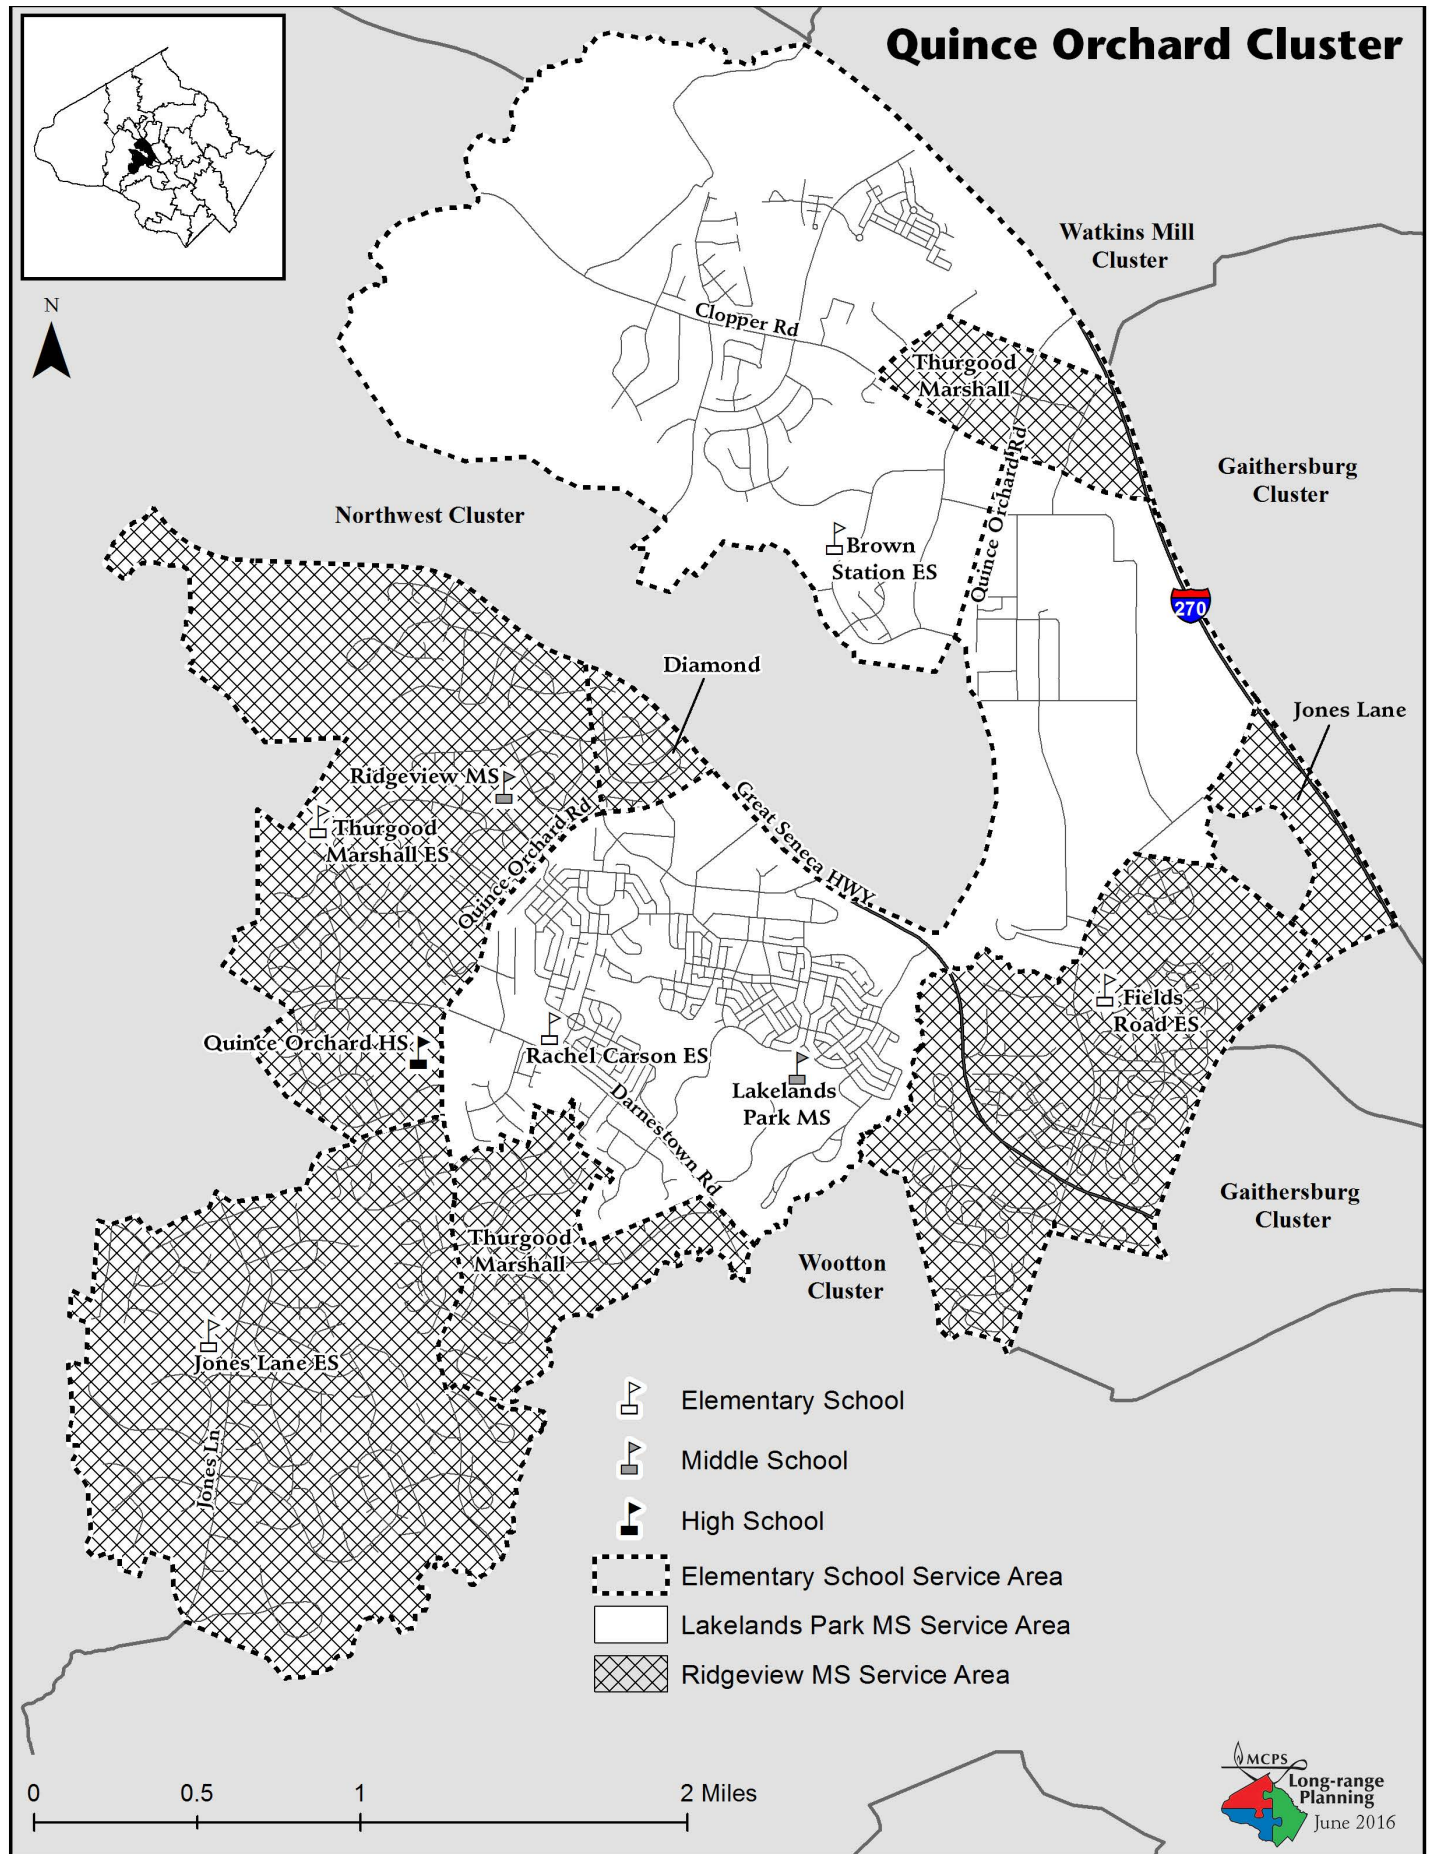 Quince Orchard Cluster
N
Watkins Mill
Cluster
Clopper Rd
Thurgood
Marshall
Quince Orchard Rd
Gaithersburg
Cluster
Northwest Cluster
Brown
Station ES
270
Diamond
Jones Lane
Ridgeview MS
Thurgood
Marshall ES
Quince Orchard Rd
Great Seneca HWY
Fields
Road ES
Quince Orchard HS
Rachel Carson ES
Lakelands
Park MS
Darnestown Rd
Gaithersburg
Cluster
Thurgood
Marshall
Wootton
Cluster
Jones Lane ES
Jones Ln
Elementary School
Middle School
High School
Elementary School Service Area
Lakelands Park MS Service Area
Ridgeview MS Service Area
0 0.5 1 2 Miles
MCPS
Long-range
Planning
June 2016